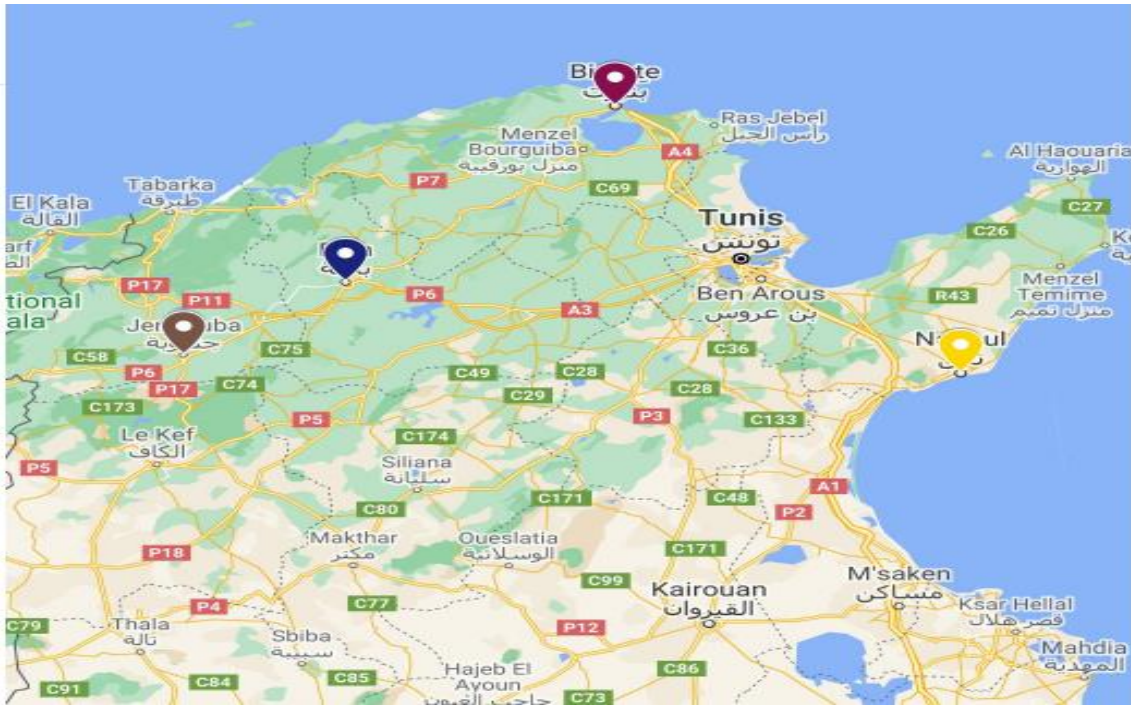 Ras Jebel
رأس الجبل
Menzel
Bourguiba
منزل بورقيبة
A4
Al Haouaria
الهوارية
P7
C69
Tabarka
طبرقة
El Kala
القالة
Tunis
تونس
C27
C26
P17
P11
P6
A3
Ben Arous
بن عروس
R43
Menzel
Temime
منزل تميم
C58
C75
C36
P6
P17
C74
C49
C28
C28
C29
C173
P5
P3
C133
Le Kef
الكاف
C174
P5
Siliana
سليانة
A1
C171
C48
C80
P2
Makthar
مكثر
Oueslatia
الوسلاتية
P18
C171
M'saken
مساكن
C99
Kairouan
القيروان
C77
P4
Ksar Hellal
قصر هلال
C79
Thala
تالة
Sbiba
سبيبة
P12
Mahdia
المهدية
Hajeb El
Ayoun
حاجب العيون
C86
C91
C84
C85
C73